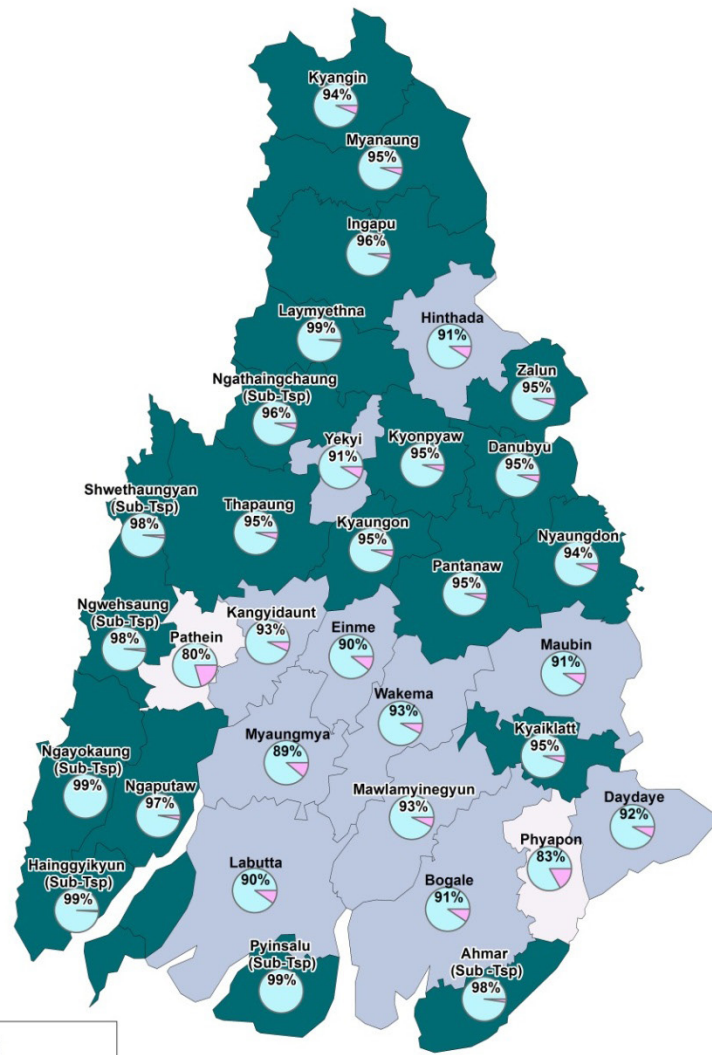 Kyangin
94%
Myanaung
95%
Ingapu
96%
Laymyethna
99%
Hinthada
91%
Zalun
95%
Ngathaingchaung
(Sub-Tsp)
96%
Yekyi
91%
Kyonpyaw
95%
Danubyu
95%
Shwethaungyan
(Sub-Tsp)
98%
Thapaung
95%
Kyaungon
95%
Nyaungdon
94%
Pantanaw
95%
Ngwehsaung
(Sub-Tsp)
98%
Pathein
80%
Kangyidaunt
93%
Einme
90%
Maubin
91%
Wakema
93%
Kyaiklatt
95%
Myaungmya
89%
Ngayokaung
(Sub-Tsp)
99%
Ngaputaw
97%
Mawlamyinegyun
93%
Daydaye
92%
Phyapon
83%
Hainggyikyun
(Sub-Tsp)
99%
Labutta
90%
Bogale
91%
Pyinsalu
(Sub-Tsp)
99%
Ahmar
(Sub -Tsp)
98%